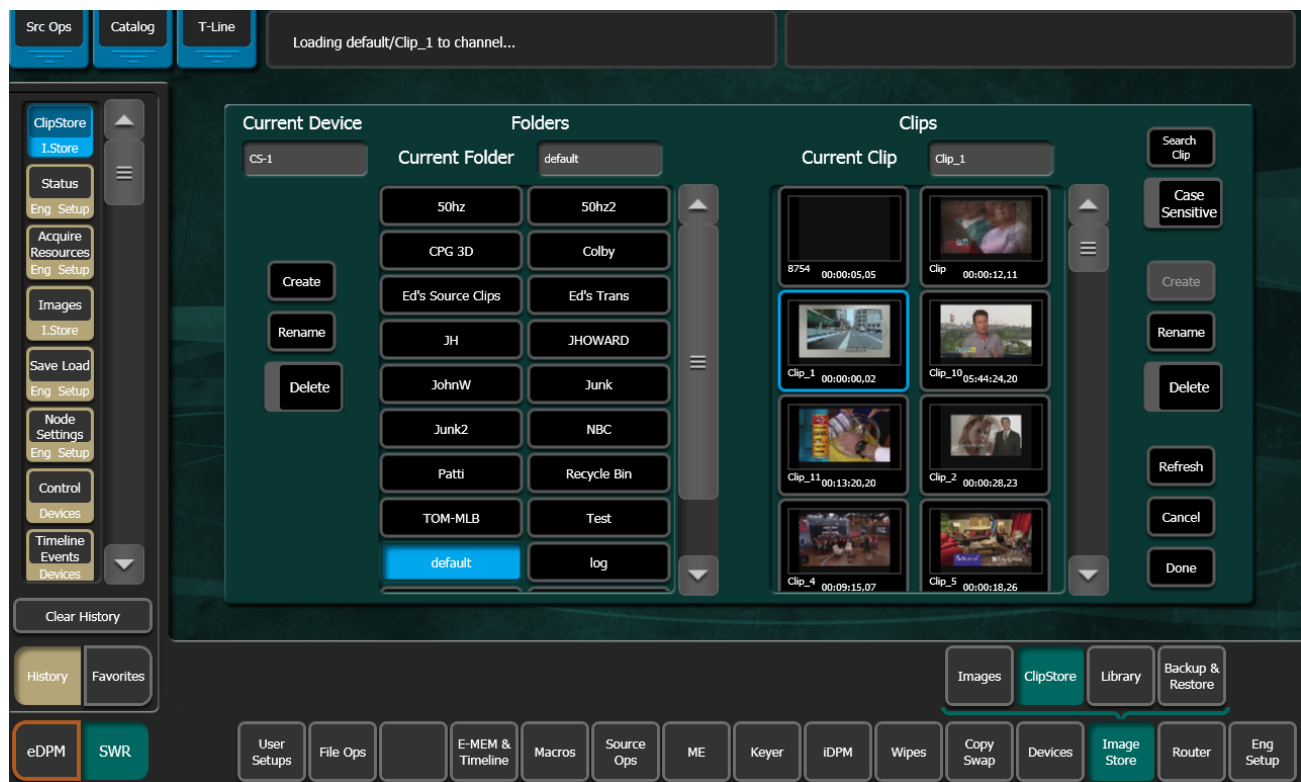 Src Ops
Catalog
T-Line
Loading default/Clip_1 to channel...
ClipStore
I.Store
Status
Eng Setup
Acquire
Resources
Eng Setup
Images
I.Store
Save Load
Eng Setup
Node
Settings
Eng Setup
Control
Devices
Timeline
Events
Devices
Clear History
History
Favorites
eDPM
SWR
Current Device
CS-1
Create
Rename
Delete
Folders
Current Folder
default
50hz
50hz2
CPG 3D
Colby
Ed's Source Clips
Ed's Trans
JH
JHOWARD
JohnW
Junk
Junk2
NBC
Patti
Recycle Bin
TOM-MLB
Test
default
log
Clips
Current Clip
Clip_1
8754 00:00:05,05
Clip 00:00:12,11
Clip_1 00:00:00,02
Clip_10 05:44:24,20
Clip_11 00:13:20,20
Clip_2 00:00:28,23
Clip_4 00:09:15,07
Clip_5 00:00:18,26
Search
Clip
Case
Sensitive
Create
Rename
Delete
Refresh
Cancel
Done
Images
ClipStore
Library
Backup &
Restore
User
Setups
File Ops
E-MEM &
Timeline
Macros
Source
Ops
ME
Keyer
iDPM
Wipes
Copy
Swap
Devices
Image
Store
Router
Eng
Setup